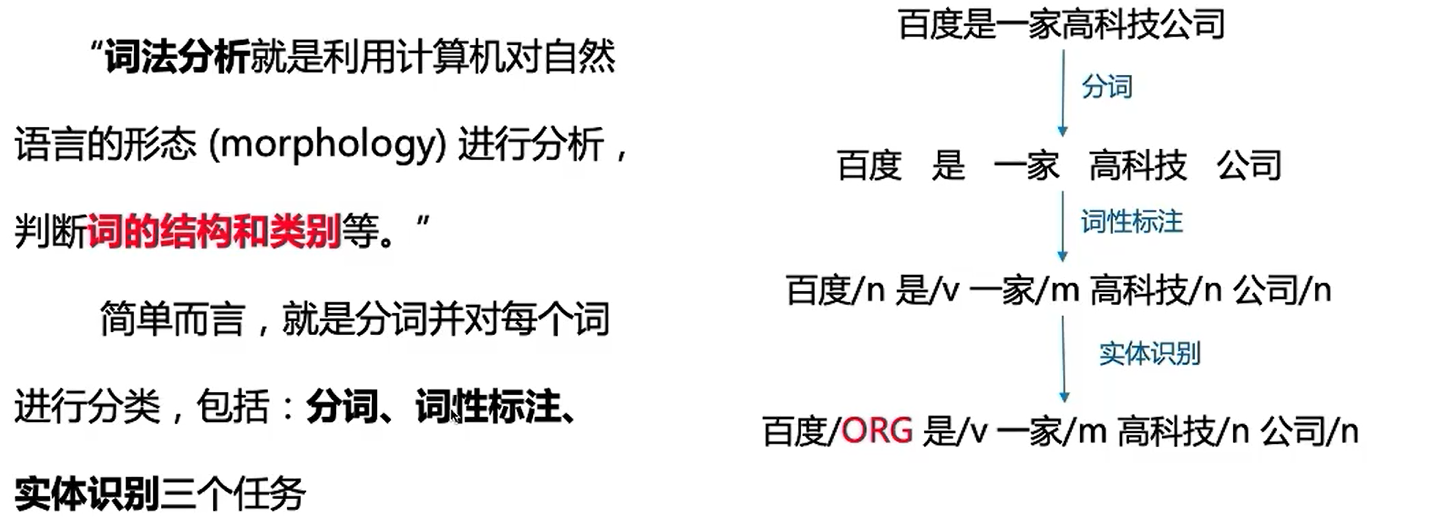 “词法分析就是利用计算机对自然
语言的形态 (morphology) 进行分析，
判断词的结构和类别等。”
简单而言，就是分词并对每个词
进行分类，包括：分词、词性标注、
实体识别三个任务
百度是一家高科技公司
分词
百度 是 一家 高科技 公司
词性标注
百度/n 是/v 一家/m 高科技/n 公司/n
实体识别
百度/ORG 是/v 一家/m 高科技/n 公司/n